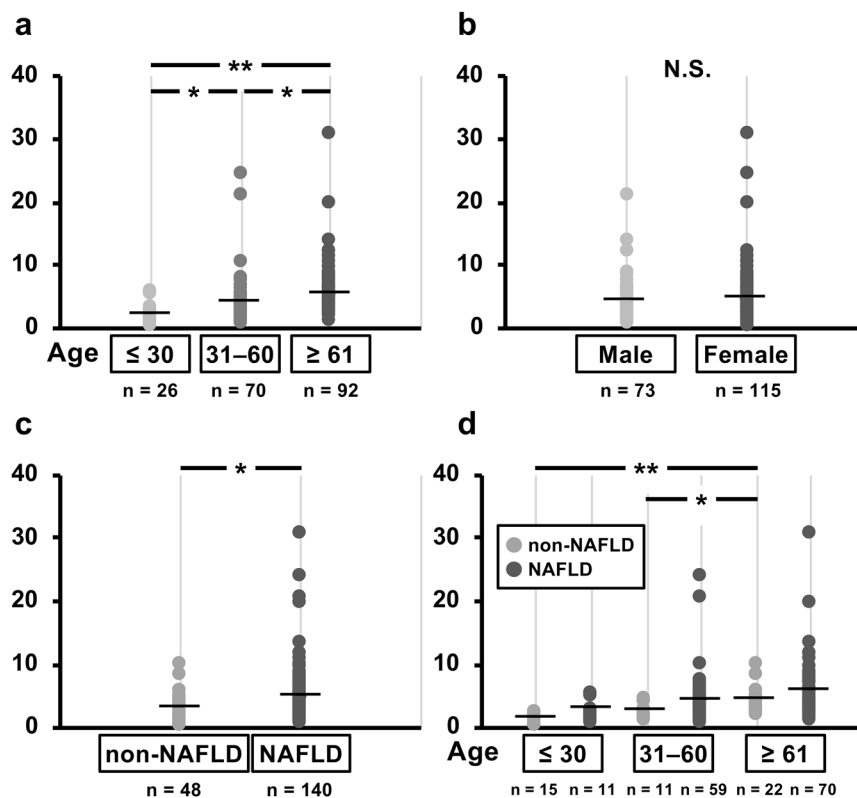 a
**
* *
40
30
20
10
0
Age ≤ 30 31–60 ≥ 61
n = 26 n = 70 n = 92
b
N.S.
40
30
20
10
0
Male Female
n = 73 n = 115
c
*
40
30
20
10
0
non-NAFLD NAFLD
n = 48 n = 140
d
**
*
40
30
20
10
0
non-NAFLD
NAFLD
Age ≤ 30 31–60 ≥ 61
n = 15 n = 11 n = 11 n = 59 n = 22 n = 70